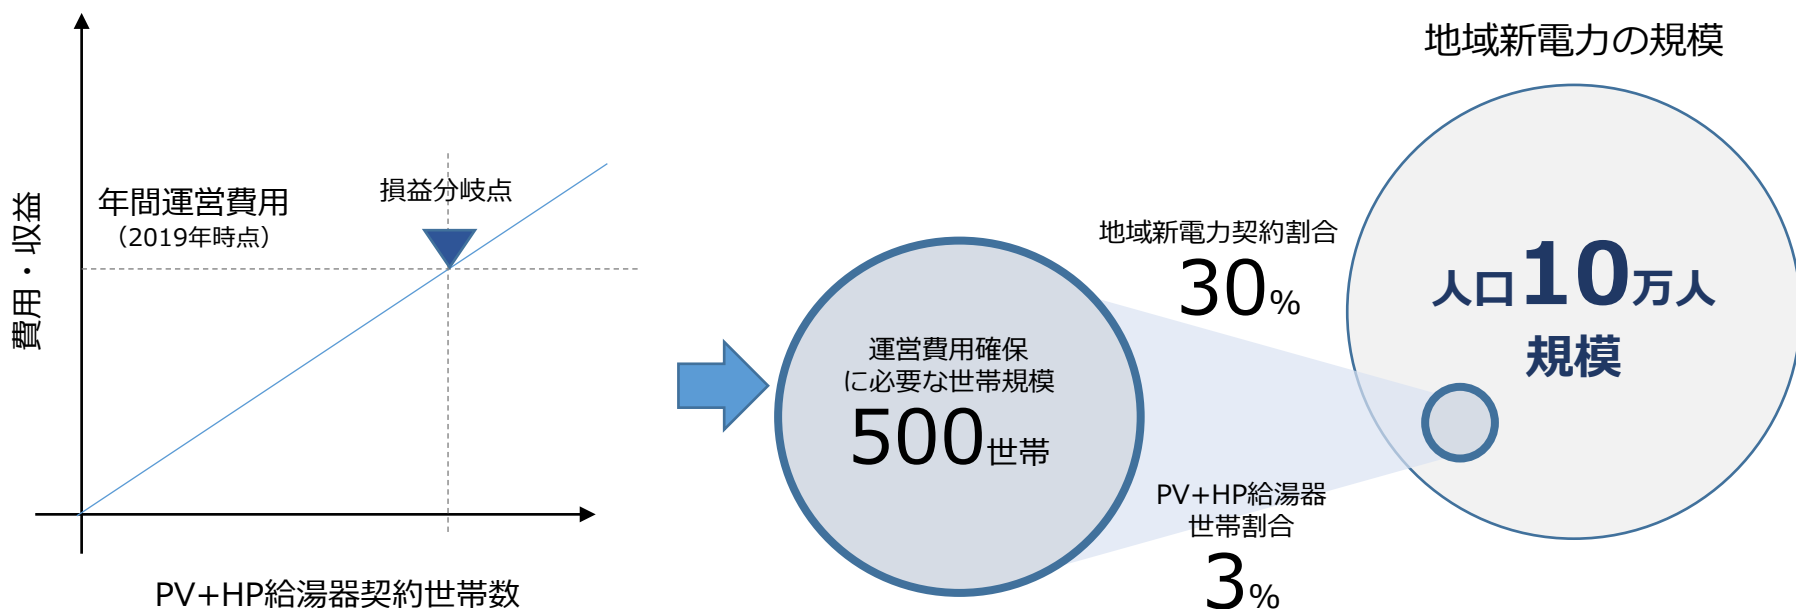 費用・収益
年間運営費用
（2019年時点）
損益分岐点
PV+HP給湯器契約世帯数
運営費用確保
に必要な世帯規模
500世帯
地域新電力契約割合
30%
PV+HP給湯器
世帯割合
3%
地域新電力の規模
人口10万人
規模